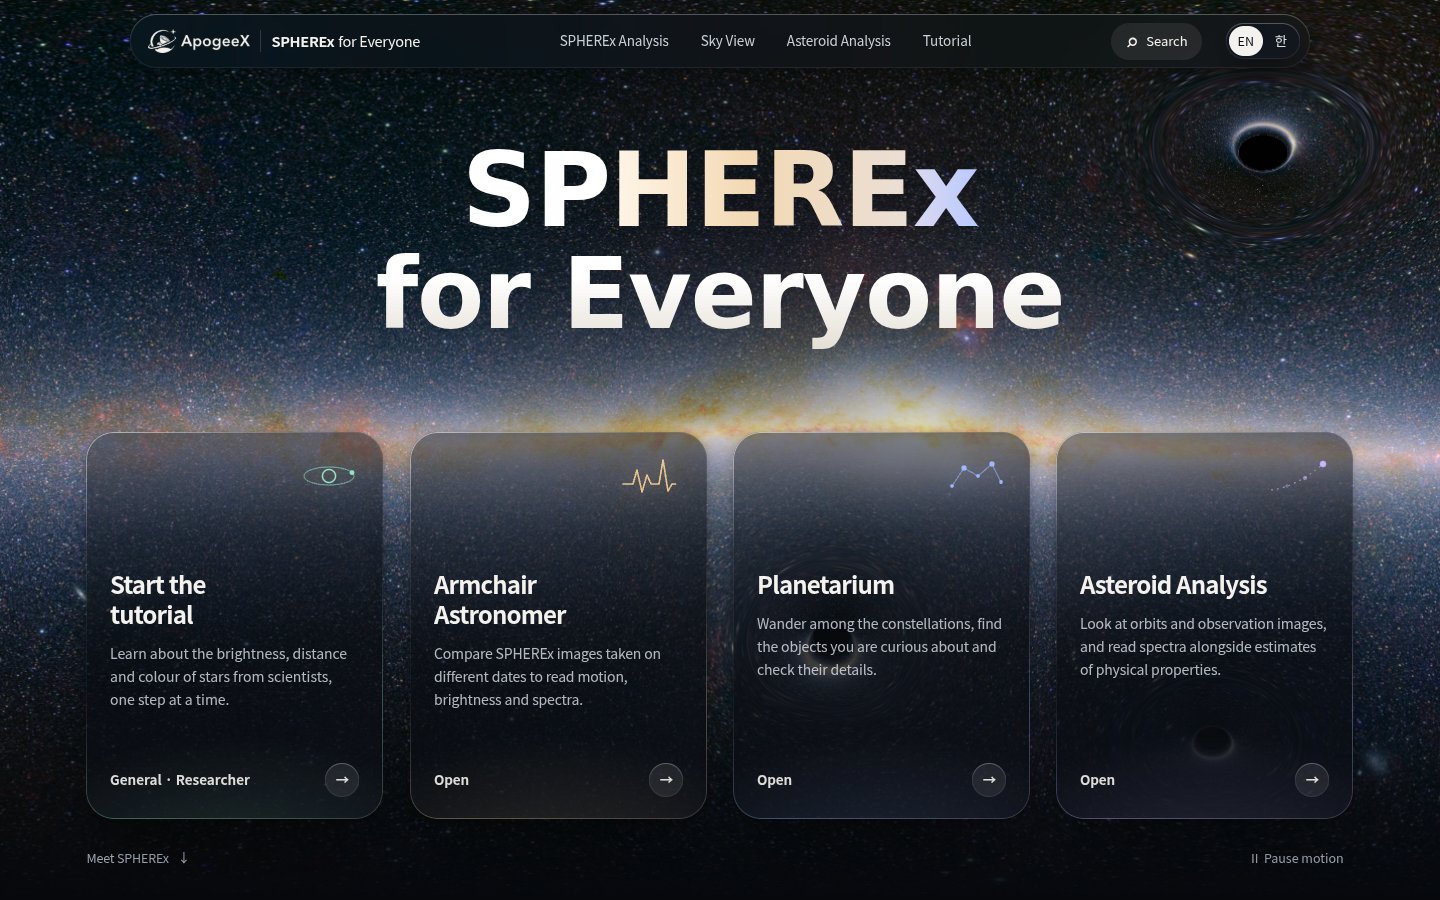 ApogeeX
SPHEREx for Everyone
SPHEREx Analysis
Sky View
Asteroid Analysis
Tutorial
Search
EN
한
SPHEREx
for Everyone
Start the
tutorial
Learn about the brightness, distance
and colour of stars from scientists,
one step at a time.
General · Researcher
→
Armchair
Astronomer
Compare SPHEREx images taken on
different dates to read motion,
brightness and spectra.
Open
→
Planetarium
Wander among the constellations, find
the objects you are curious about and
check their details.
Open
→
Asteroid Analysis
Look at orbits and observation images,
and read spectra alongside estimates
of physical properties.
Open
→
Meet SPHEREx ↓
Pause motion